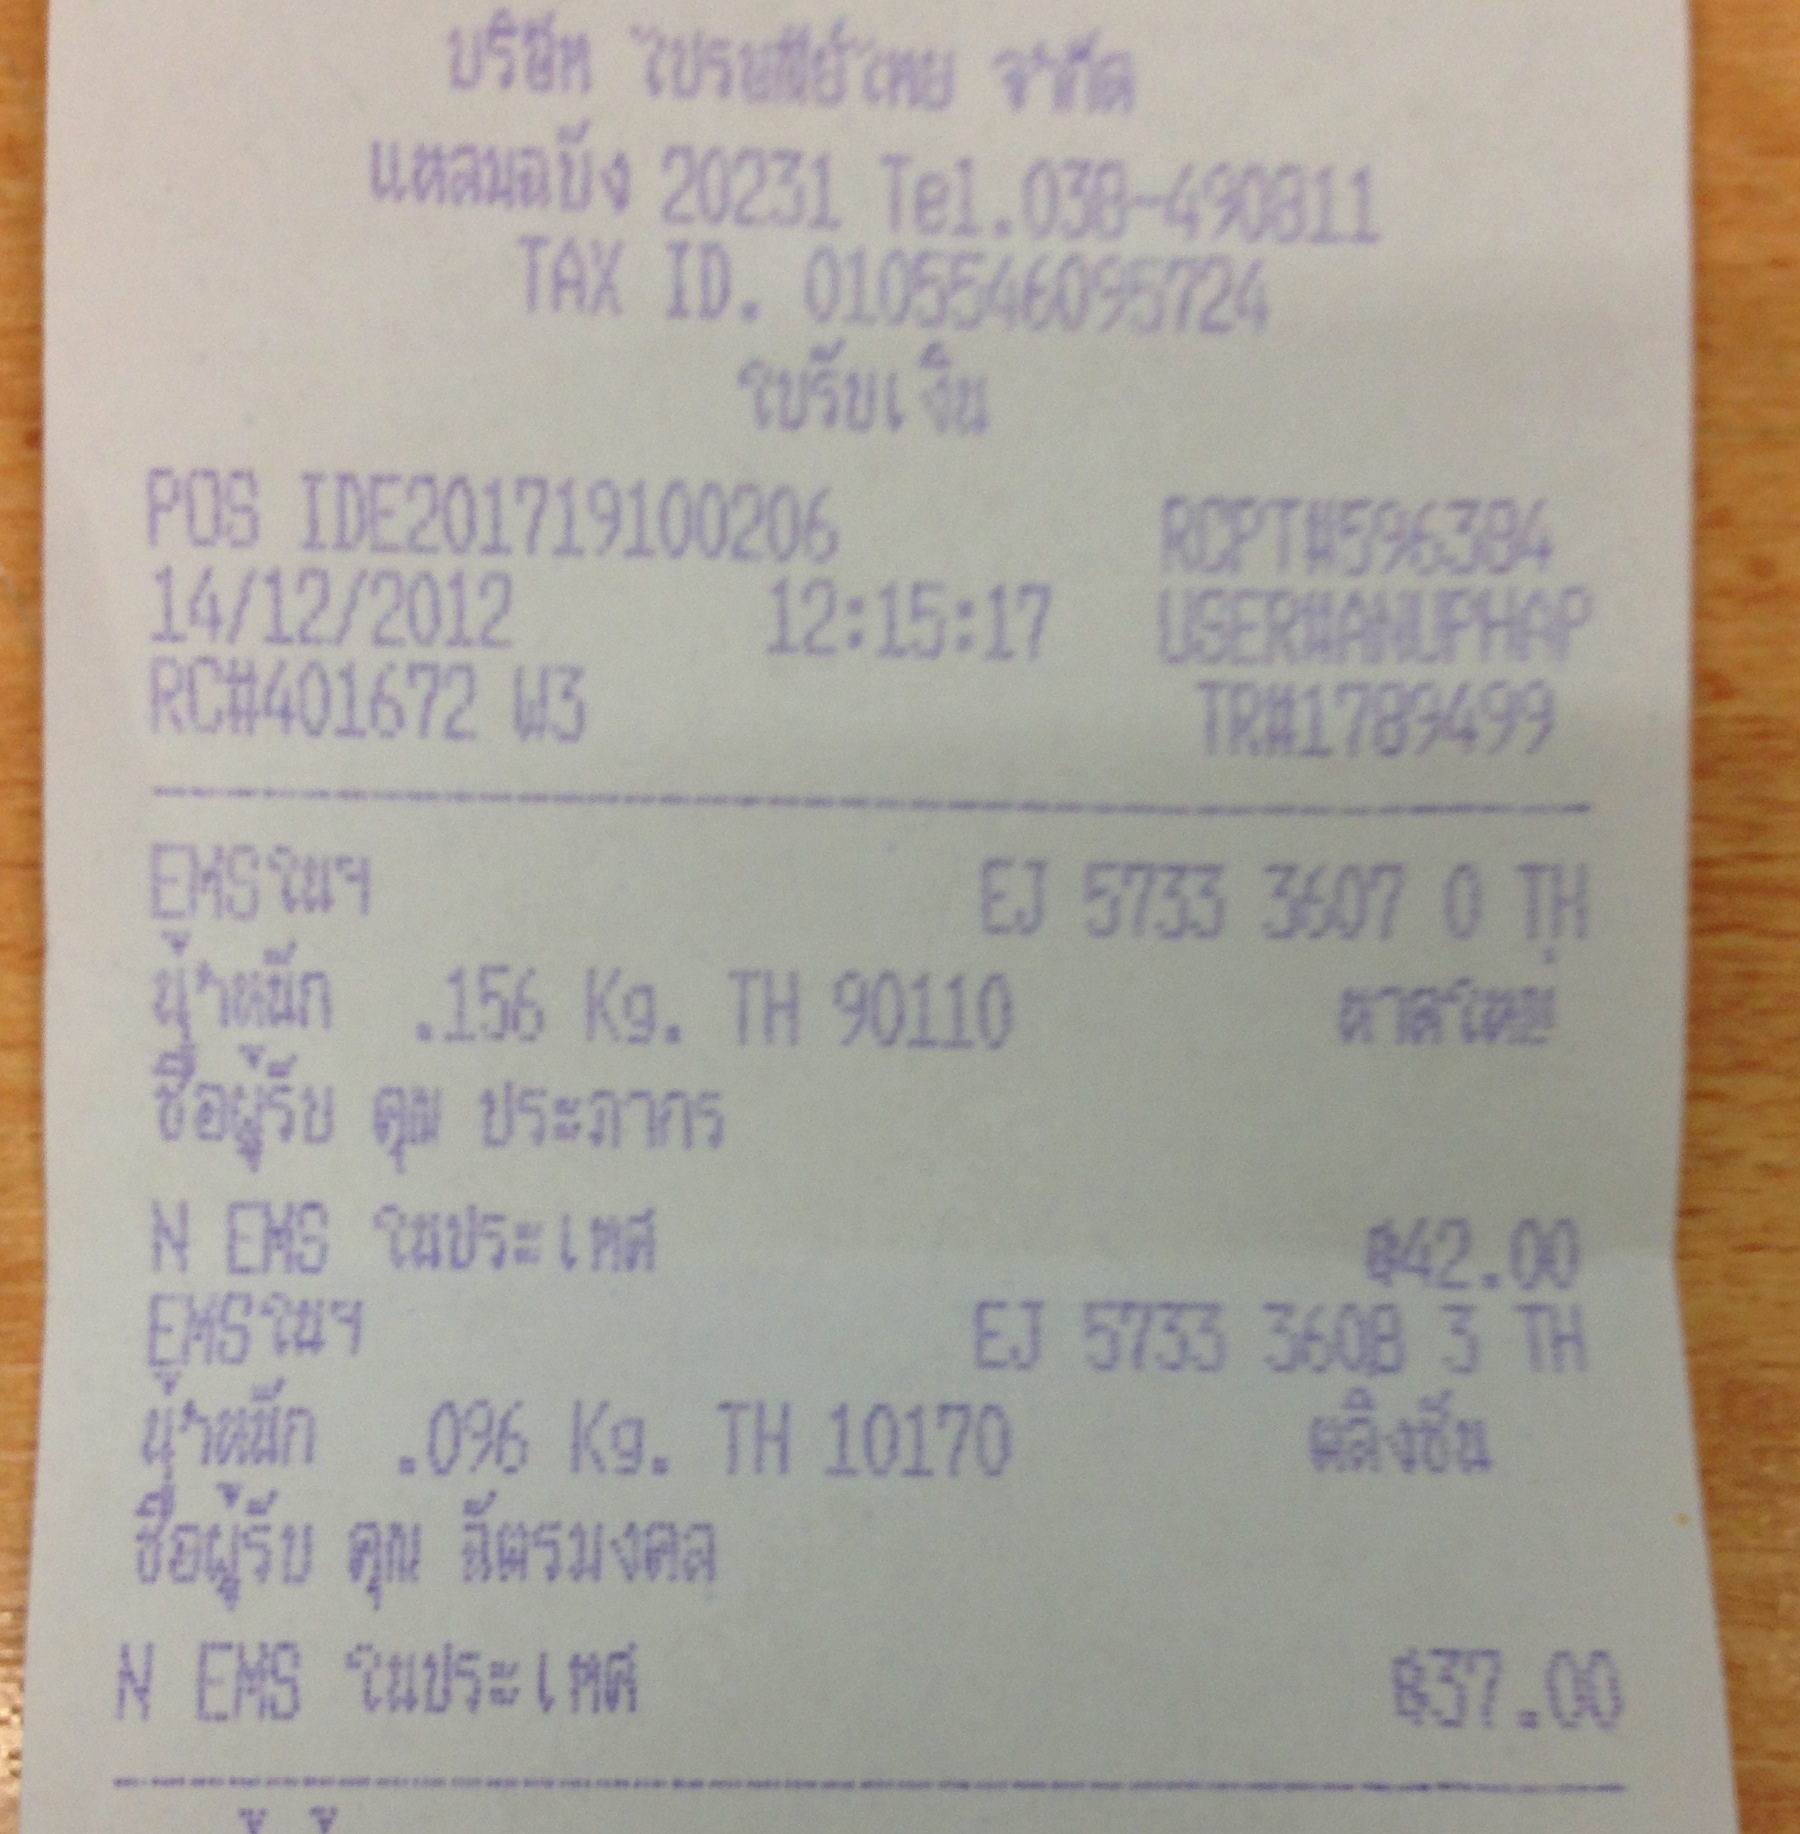 บริษัท ไปรษณีย์ไทย จำกัด
แหลมฉบัง 20231 Tel.038-490811
TAX ID. 0105546095724
ใบรับเงิน
POS IDE201719100206 RCPT#596384
14/12/2012 12:15:17 USER#ANUPHAP
RC#401672 W3 TR#1789499
EMSในฯ EJ 5733 3607 0 TH
น้ำหนัก .156 Kg. TH 90110 หาดใหญ่
ชื่อผู้รับ คุณ ประภากร
N EMS ในประเทศ ฿42.00
EMSในฯ EJ 5733 3608 3 TH
น้ำหนัก .096 Kg. TH 10170 ตลิ่งชัน
ชื่อผู้รับ คุณ ฉัตรมงคล
N EMS ในประเทศ ฿37.00